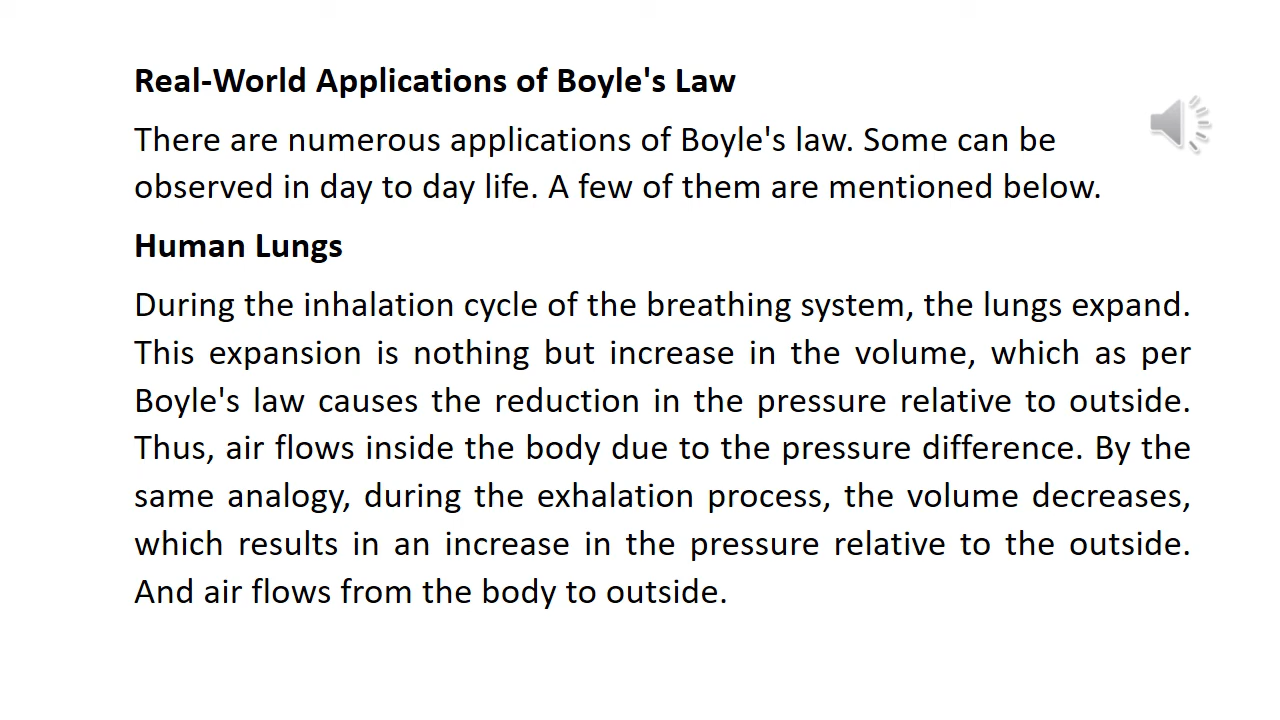 Real-World Applications of Boyle's Law
There are numerous applications of Boyle's law. Some can be
observed in day to day life. A few of them are mentioned below.
Human Lungs
During the inhalation cycle of the breathing system, the lungs expand.
This expansion is nothing but increase in the volume, which as per
Boyle's law causes the reduction in the pressure relative to outside.
Thus, air flows inside the body due to the pressure difference. By the
same analogy, during the exhalation process, the volume decreases,
which results in an increase in the pressure relative to the outside.
And air flows from the body to outside.